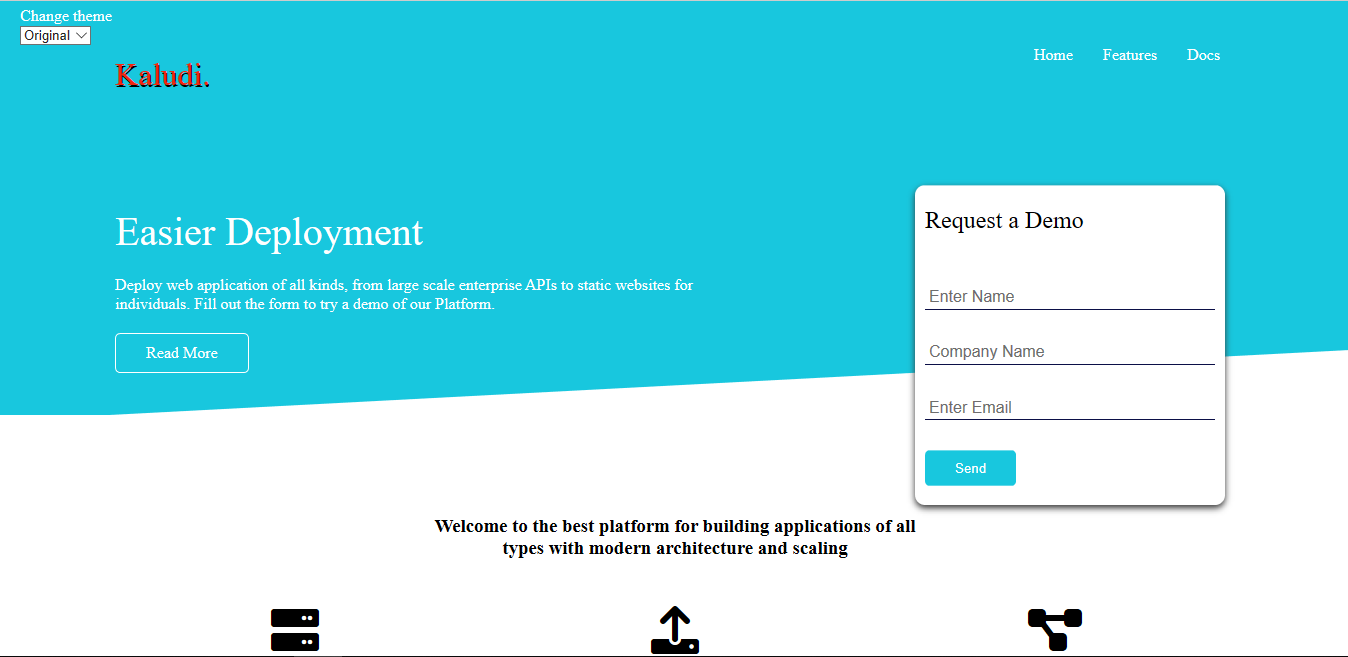 Change theme
Original
Kaludi.
Home Features Docs
Easier Deployment
Deploy web application of all kinds, from large scale enterprise APIs to static websites for
individuals. Fill out the form to try a demo of our Platform.
Read More
Request a Demo
Enter Name
Company Name
Enter Email
Send
Welcome to the best platform for building applications of all
types with modern architecture and scaling